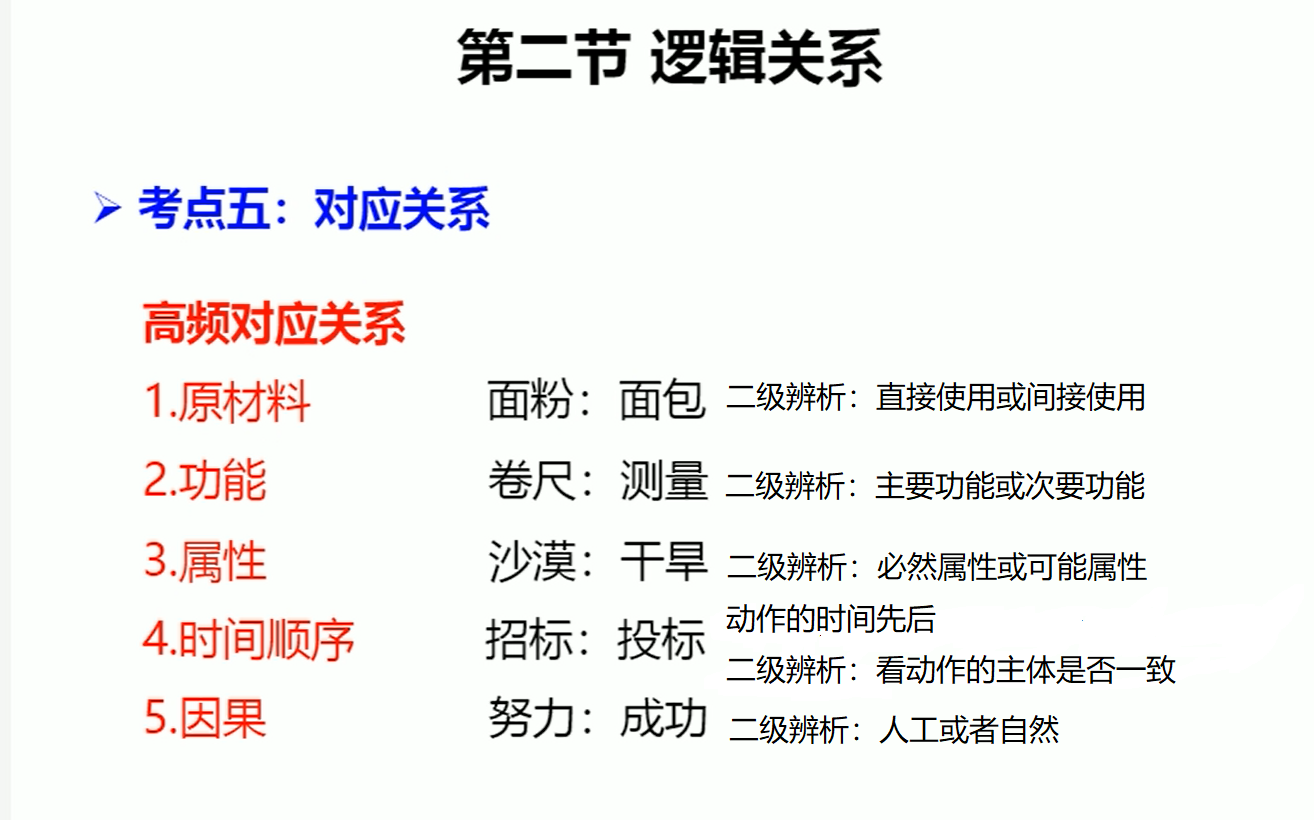 第二节 逻辑关系
考点五：对应关系
高频对应关系
1.原材料 面粉：面包 二级辨析：直接使用或间接使用
2.功能 卷尺：测量 二级辨析：主要功能或次要功能
3.属性 沙漠：干旱 二级辨析：必然属性或可能属性
动作的时间先后
4.时间顺序 招标：投标
二级辨析：看动作的主体是否一致
5.因果 努力：成功 二级辨析：人工或者自然